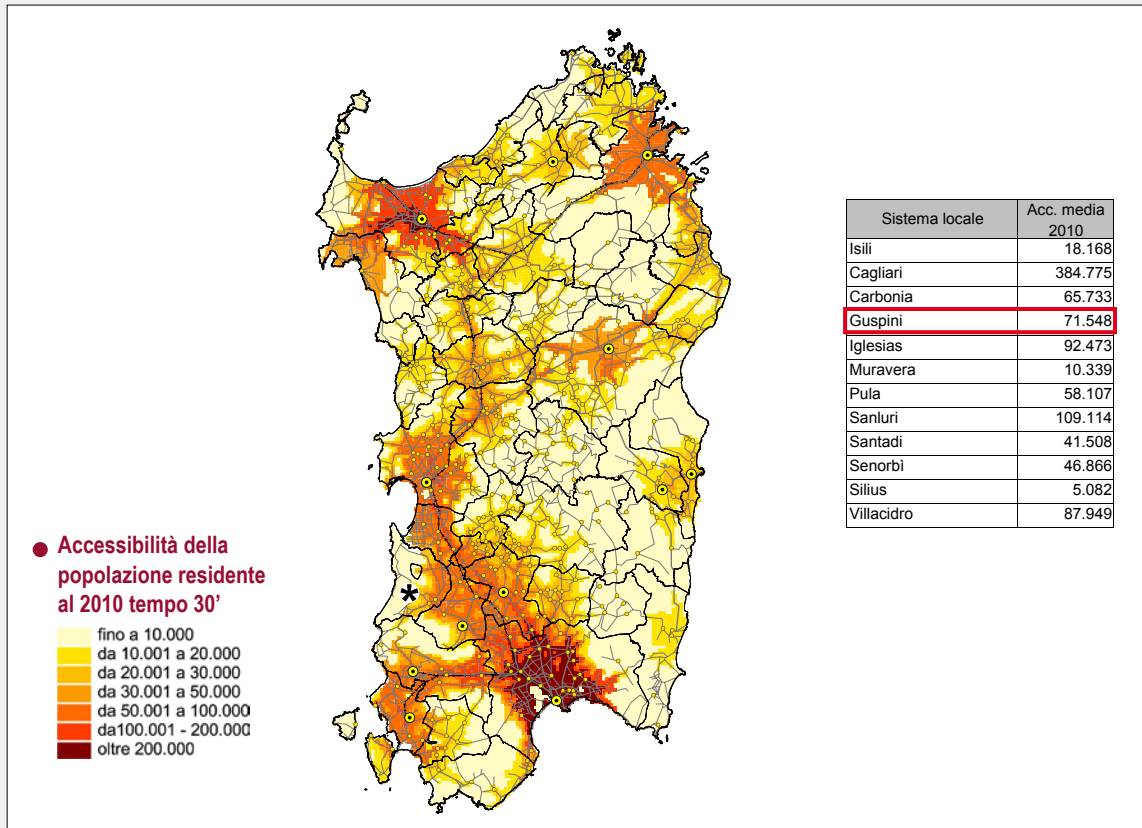 Sistema locale Acc. media 2010
Isili 18.168
Cagliari 384.775
Carbonia 65.733
Guspini 71.548
Iglesias 92.473
Muravera 10.339
Pula 58.107
Sanluri 109.114
Santadi 41.508
Senorbì 46.866
Silius 5.082
Villacidro 87.949
*
Accessibilità della
popolazione residente
al 2010 tempo 30'
fino a 10.000
da 10.001 a 20.000
da 20.001 a 30.000
da 30.001 a 50.000
da 50.001 a 100.000
da100.001 - 200.000
oltre 200.000